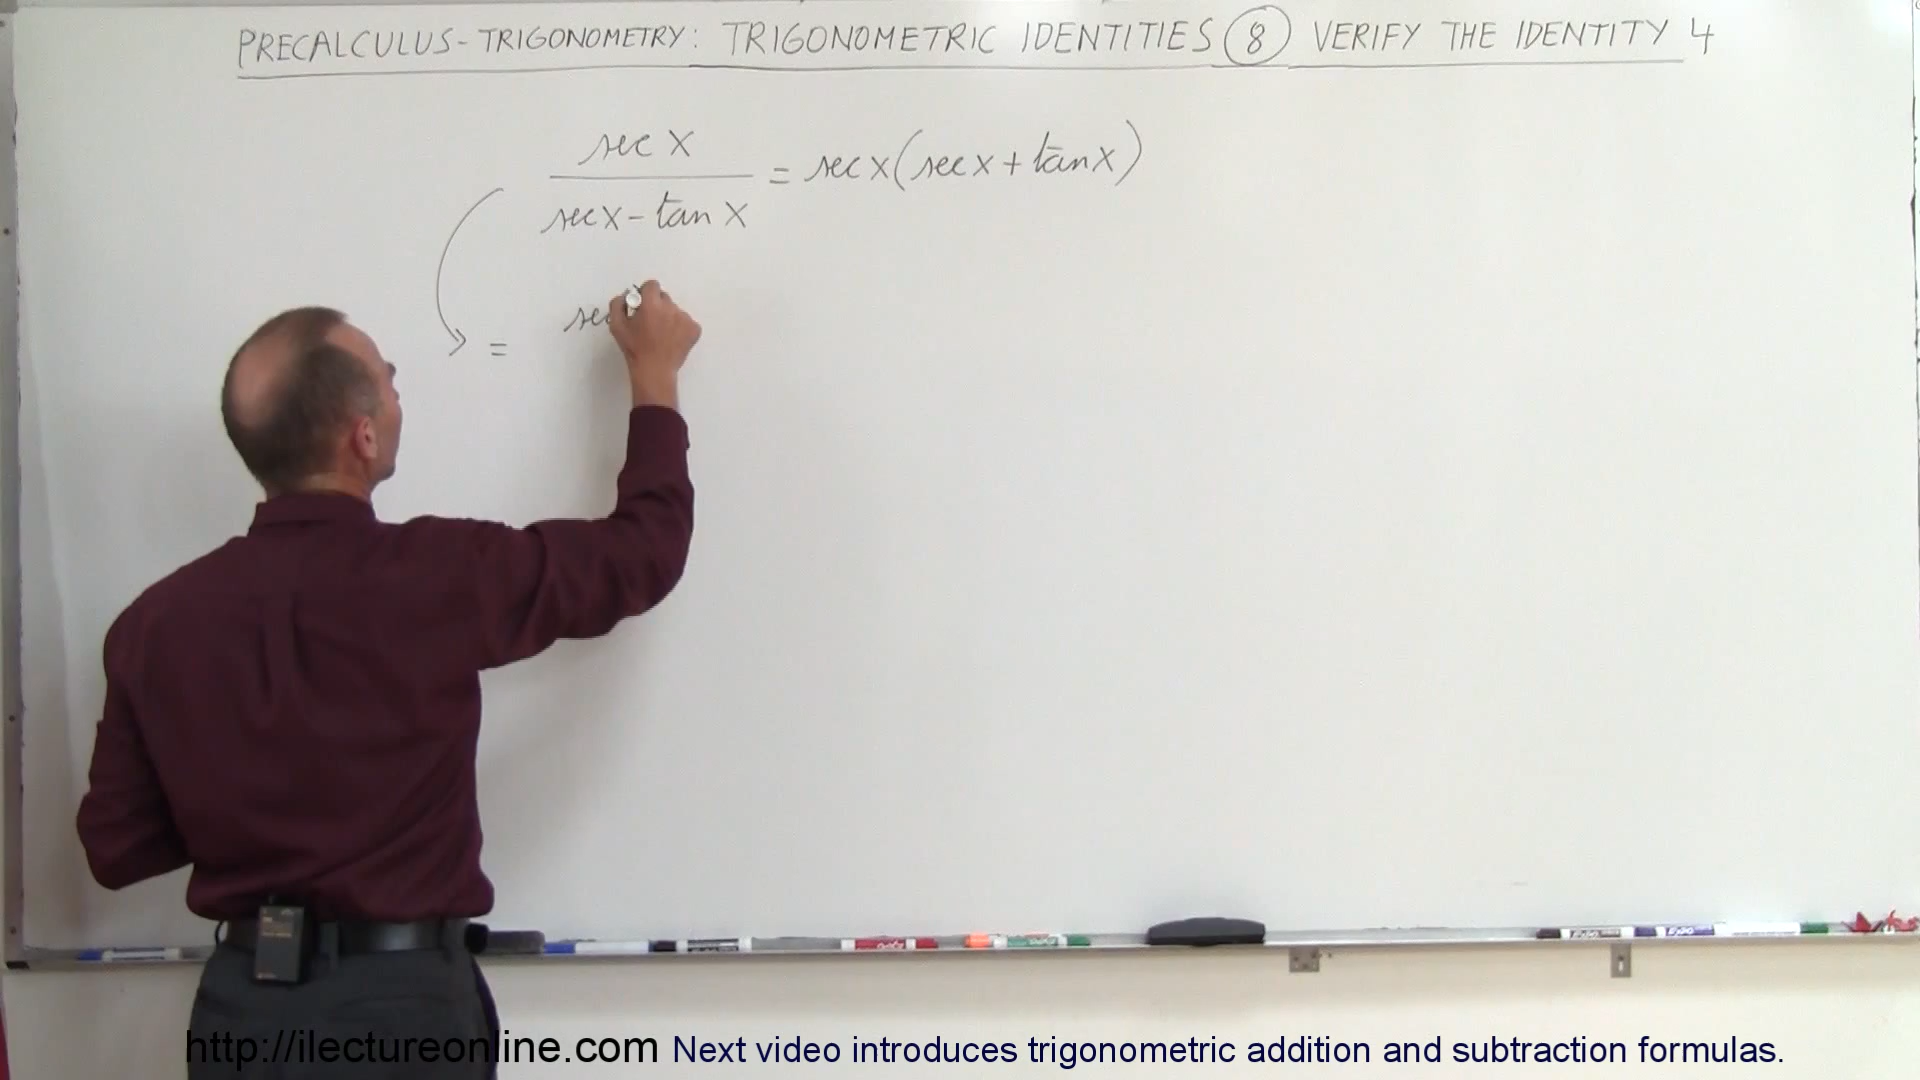 PRECALCULUS - TRIGONOMETRY: TRIGONOMETRIC IDENTITIES 8 VERIFY THE IDENTITY 4
sec x
= sec x (sec x + tan x)
sec x - tan x
= sec
http://ilectureonline.com Next video introduces trigonometric addition and subtraction formulas.